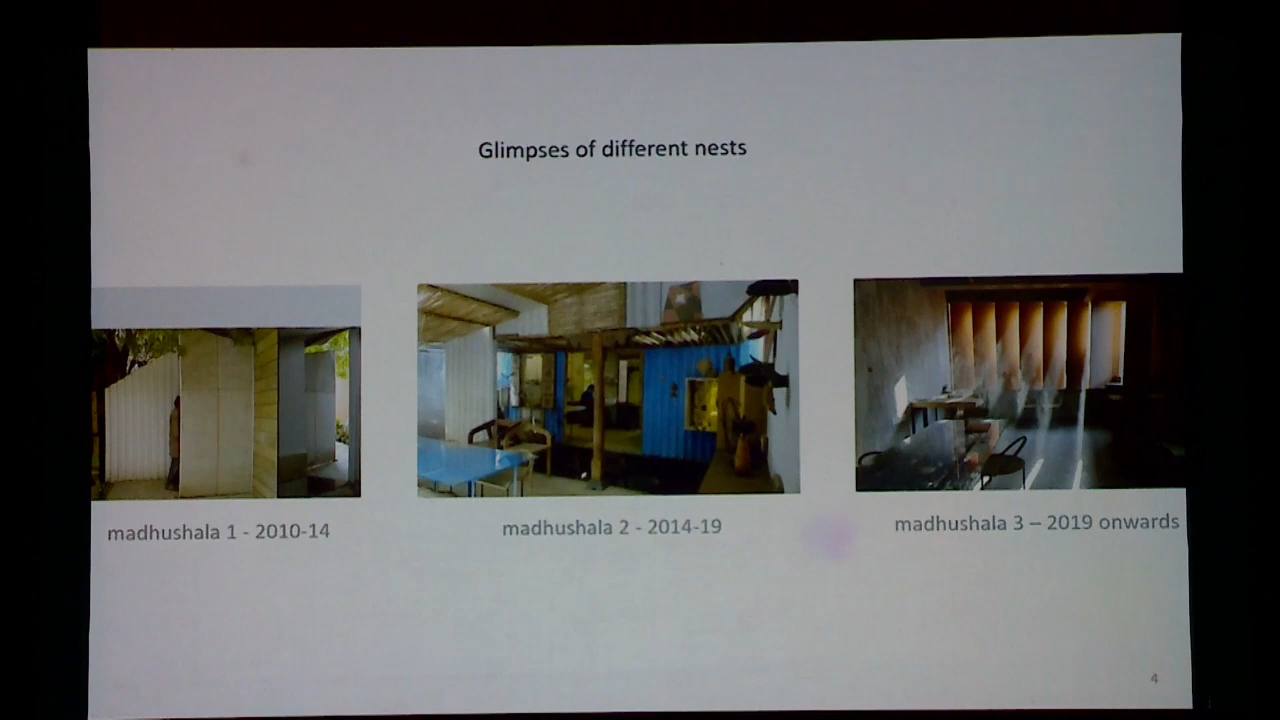 Glimpses of different nests
madhushala 1 - 2010-14
madhushala 2 - 2014-19
madhushala 3 – 2019 onwards
4